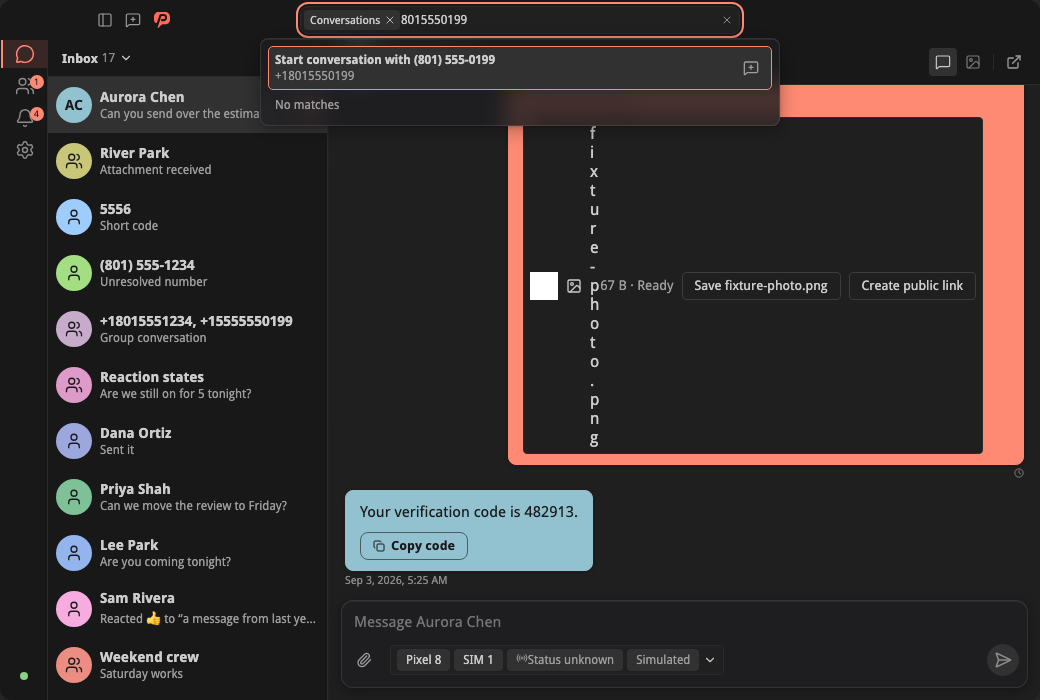 Conversations
8015550199
Start conversation with (801) 555-0199
+18015550199
No matches
1
4
Inbox 17
AC
Aurora Chen
Can you send over the estima
River Park
Attachment received
5556
Short code
(801) 555-1234
Unresolved number
+18015551234, +15555550199
Group conversation
Reaction states
Are we still on for 5 tonight?
Dana Ortiz
Sent it
Priya Shah
Can we move the review to Friday?
Lee Park
Are you coming tonight?
Sam Rivera
Reacted 👍 to “a message from last ye…
Weekend crew
Saturday works
fixture-photo.png
67 B · Ready
Save fixture-photo.png
Create public link
Your verification code is 482913.
Copy code
Sep 3, 2026, 5:25 AM
Message Aurora Chen
Pixel 8
SIM 1
Status unknown
Simulated